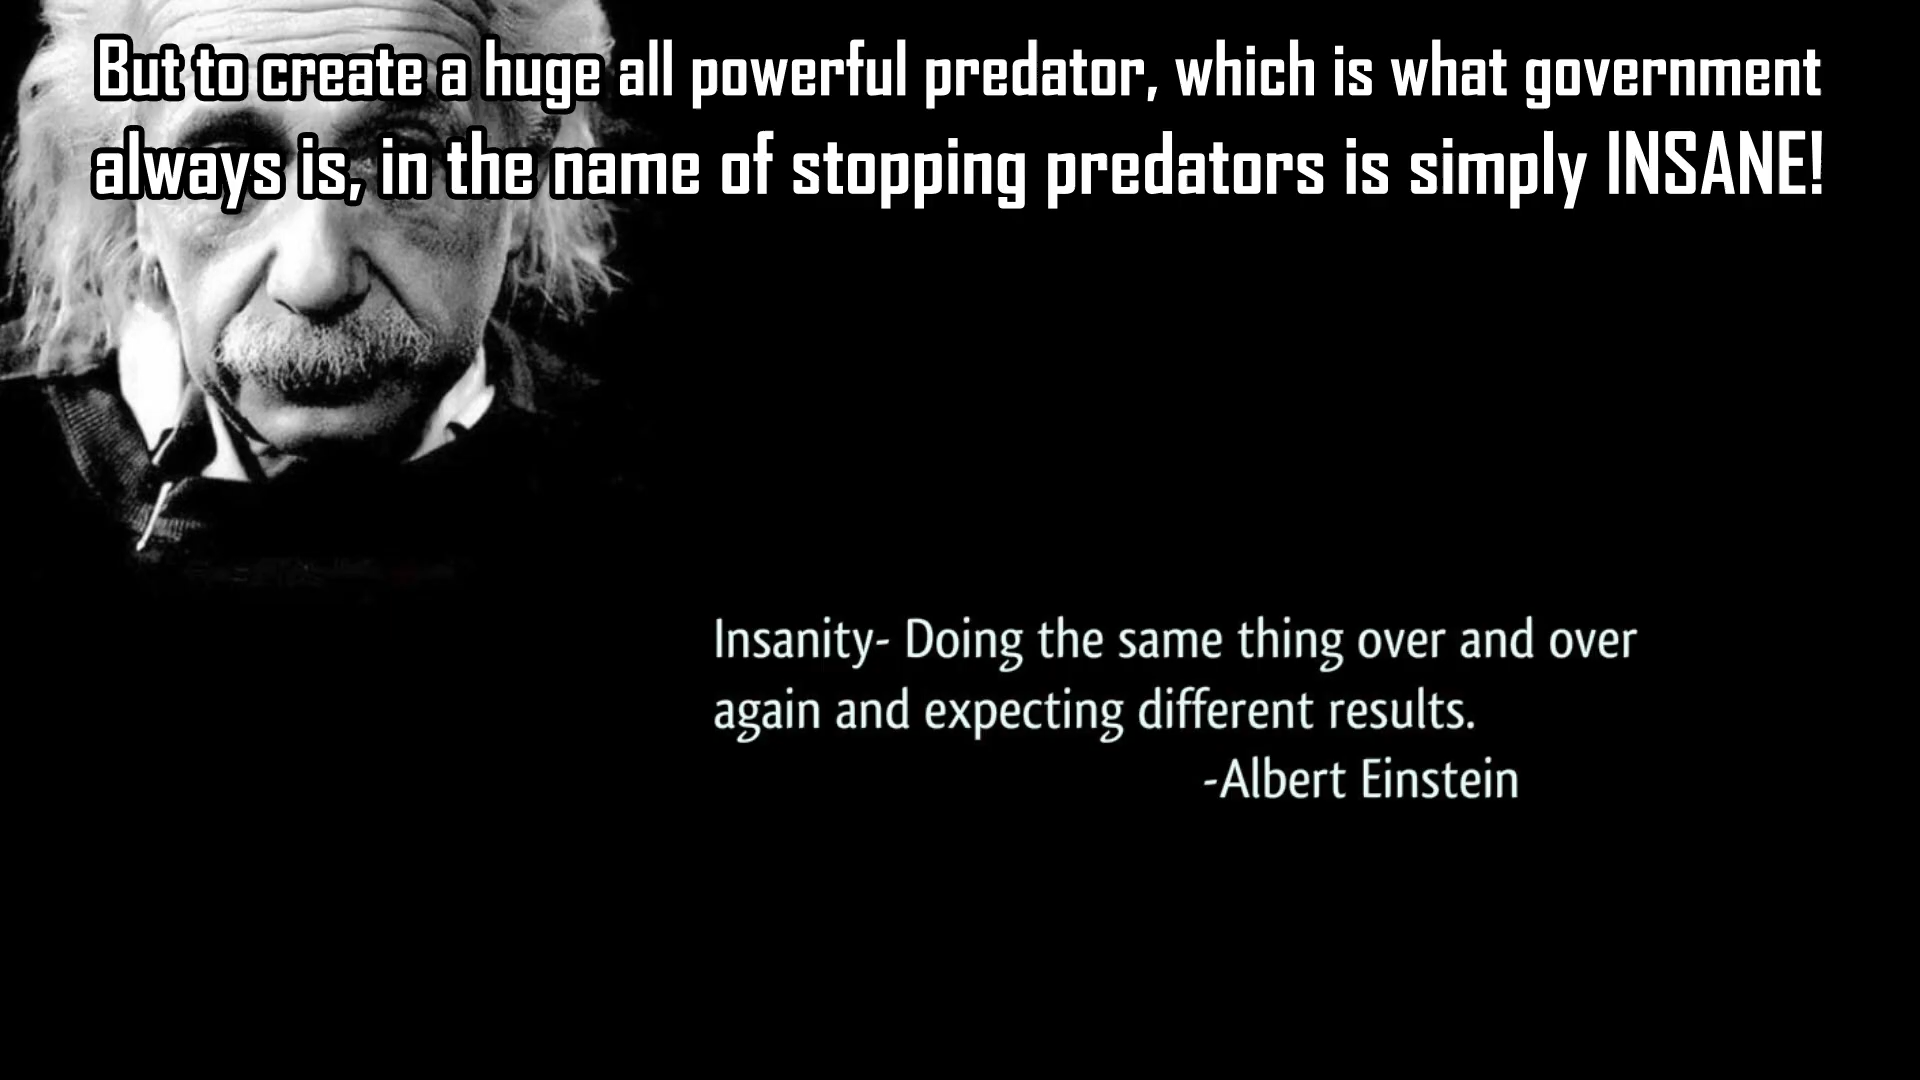 But to create a huge all powerful predator, which is what government
always is, in the name of stopping predators is simply INSANE!
Insanity- Doing the same thing over and over
again and expecting different results.
-Albert Einstein